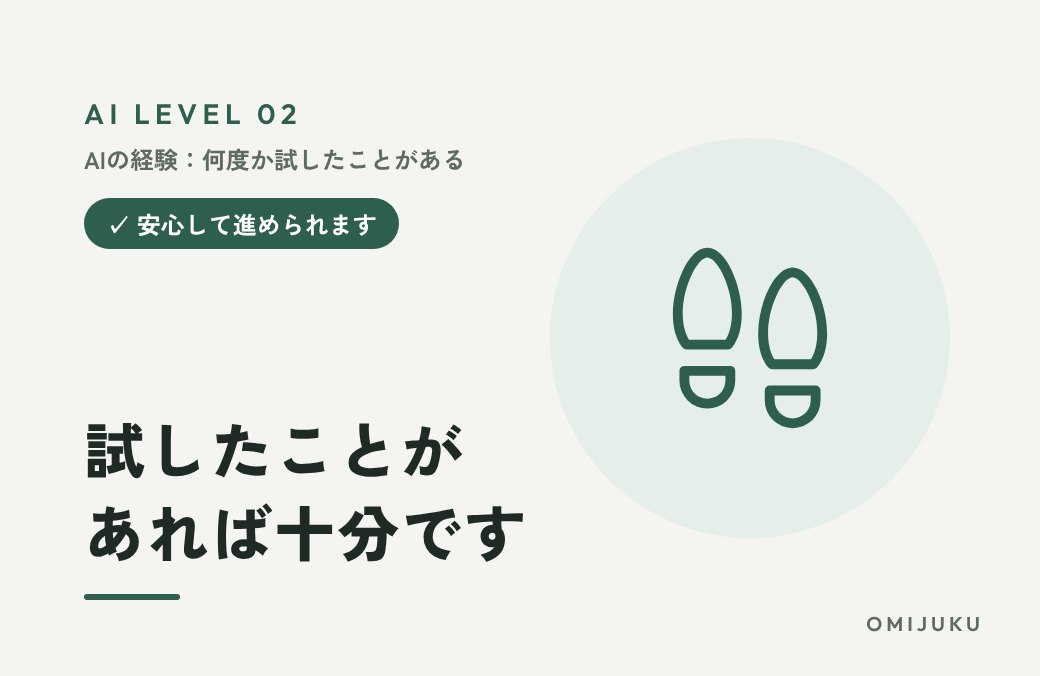 AI LEVEL 02
AIの経験：何度か試したことがある
✓ 安心して進められます
試したことが
あれば十分です
OMIJUKU